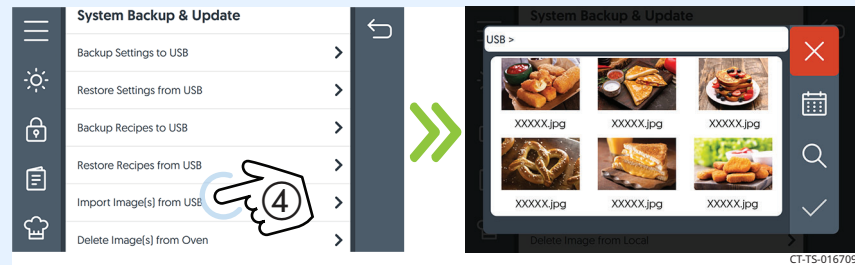 System Backup & Update
Backup Settings to USB
Restore Settings from USB
Backup Recipes to USB
Restore Recipes from USB
Import Image(s) from USB
4
Delete Image(s) from Oven
System Backup & Update
USB >
XXXXX.jpg XXXXX.jpg XXXXX.jpg
XXXXX.jpg XXXXX.jpg XXXXX.jpg
Delete Image from Local
CT-TS-016709